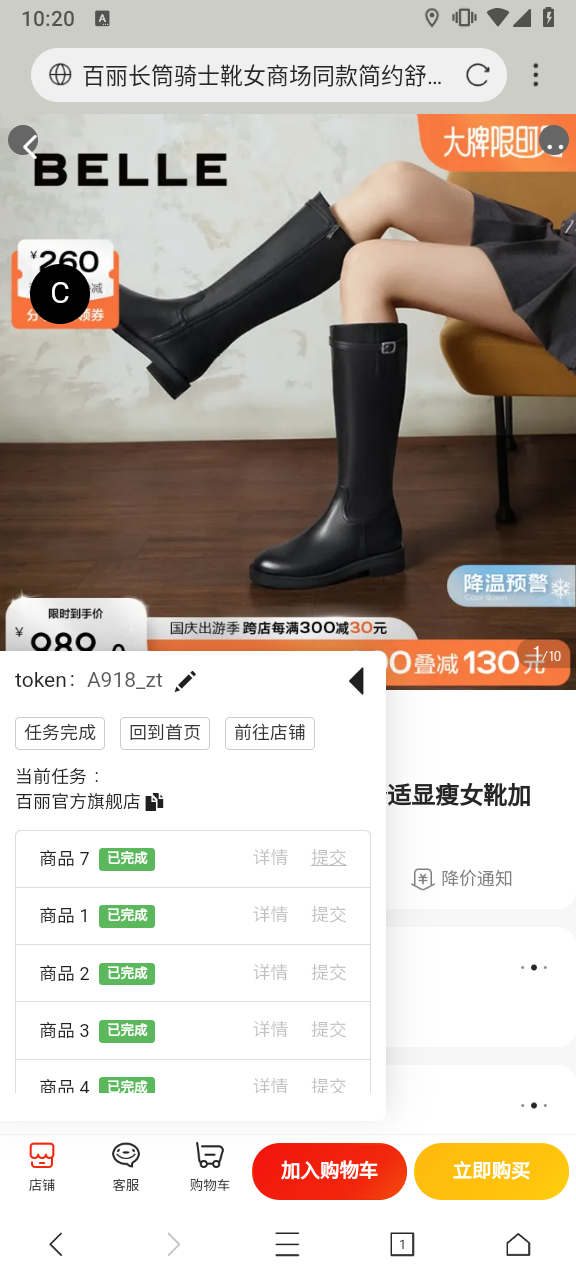 10:20
A
百丽长筒骑士靴女商场同款简约舒...
BELLE
大牌限时
¥260
C
减
分 领券
降温预警
Cool down
限时到手价
国庆出游季 跨店每满300减30元
¥989
0叠减130元
1/10
token： A918_zt
任务完成 回到首页 前往店铺
当前任务：
百丽官方旗舰店
适显瘦女靴加
商品 7 已完成 详情 提交
降价通知
商品 1 已完成 详情 提交
商品 2 已完成 详情 提交
商品 3 已完成 详情 提交
商品 4 已完成 详情 提交
店铺 客服 购物车 加入购物车 立即购买
1